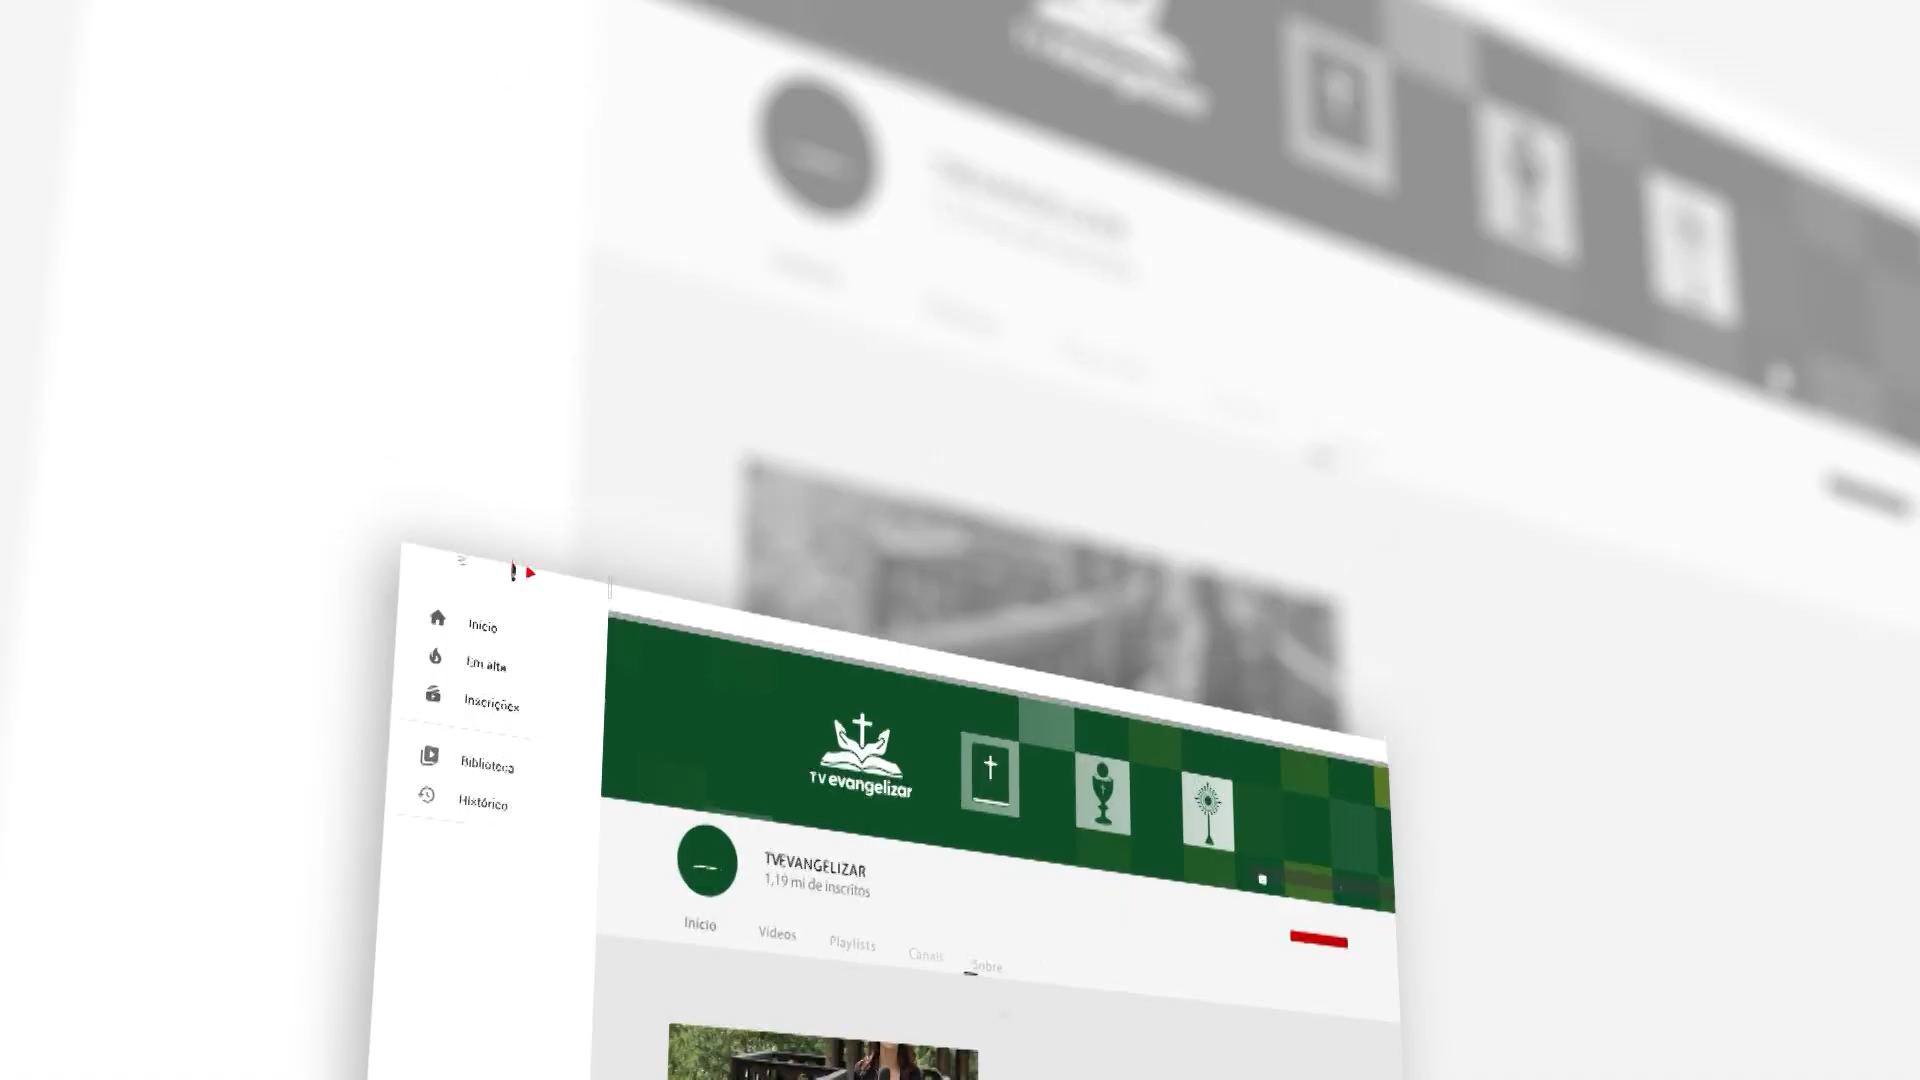 Início
Em alta
Inscrições
Biblioteca
Histórico
TV evangelizar
TVEVANGELIZAR
1,19 mi de inscritos
Início
Vídeos
Playlists
Canais
Sobre